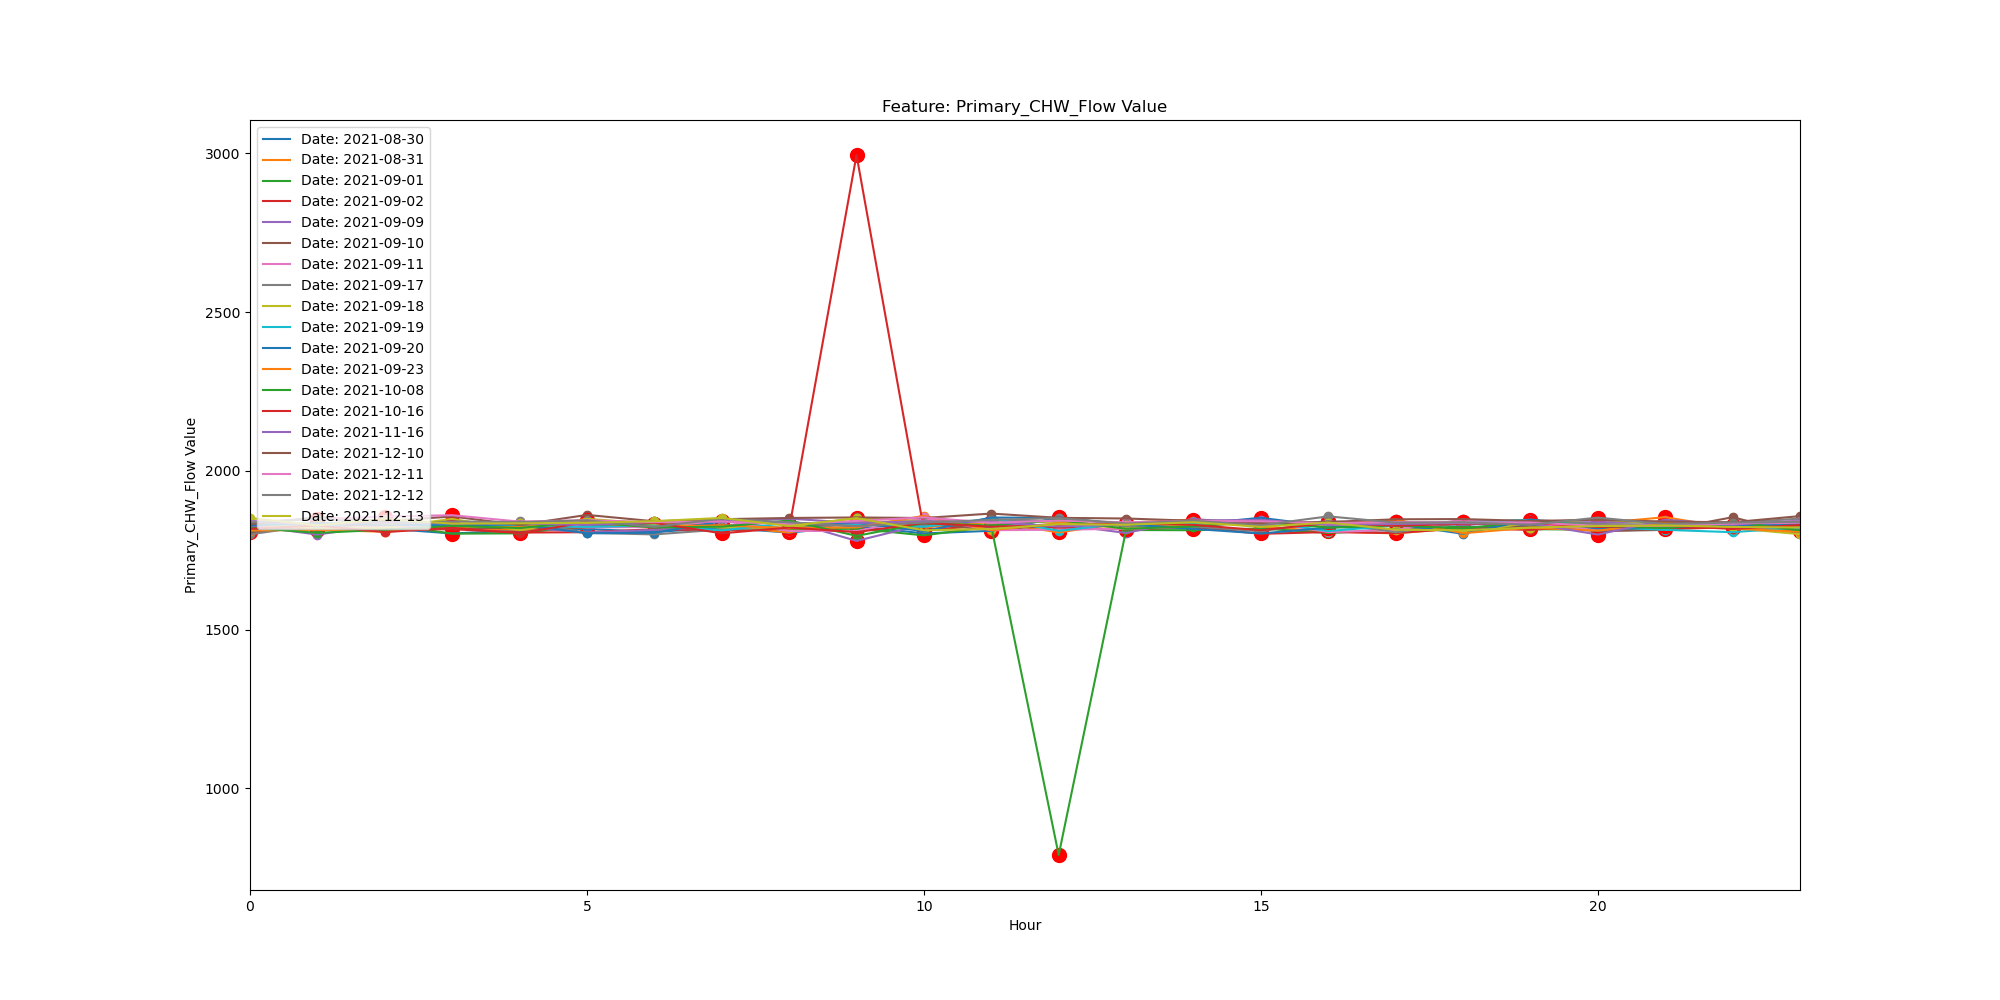 Feature: Primary_CHW_Flow Value
Date: 2021-08-30
Date: 2021-08-31
Date: 2021-09-01
Date: 2021-09-02
Date: 2021-09-09
Date: 2021-09-10
Date: 2021-09-11
Date: 2021-09-17
Date: 2021-09-18
Date: 2021-09-19
Date: 2021-09-20
Date: 2021-09-23
Date: 2021-10-08
Date: 2021-10-16
Date: 2021-11-16
Date: 2021-12-10
Date: 2021-12-11
Date: 2021-12-12
Date: 2021-12-13
3000
2500
2000
1500
1000
Primary_CHW_Flow Value
0
5
10
15
20
Hour